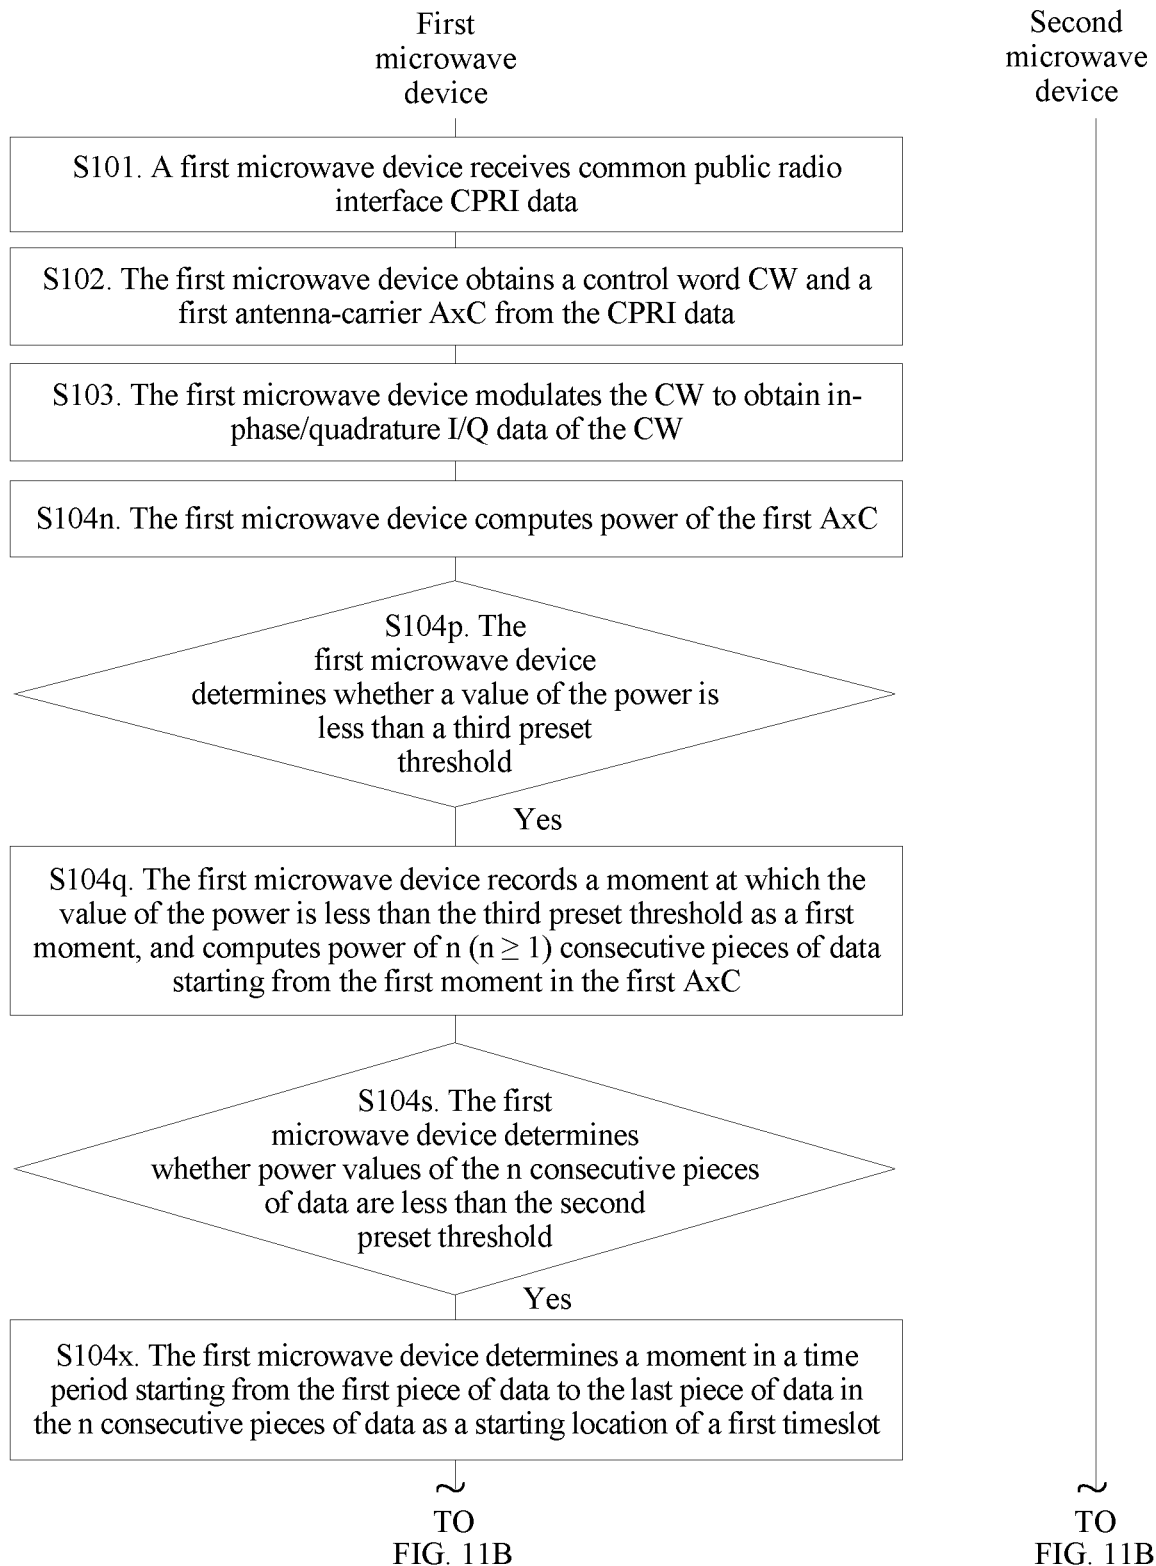 First
microwave
device
Second
microwave
device
S101. A first microwave device receives common public radio
interface CPRI data
S102. The first microwave device obtains a control word CW and a
first antenna-carrier AxC from the CPRI data
S103. The first microwave device modulates the CW to obtain in-
phase/quadrature I/Q data of the CW
S104n. The first microwave device computes power of the first AxC
S104p. The
first microwave device
determines whether a value of the power is
less than a third preset
threshold
Yes
S104q. The first microwave device records a moment at which the
value of the power is less than the third preset threshold as a first
moment, and computes power of n (n ≥ 1) consecutive pieces of data
starting from the first moment in the first AxC
S104s. The first
microwave device determines
whether power values of the n consecutive pieces
of data are less than the second
preset threshold
Yes
S104x. The first microwave device determines a moment in a time
period starting from the first piece of data to the last piece of data in
the n consecutive pieces of data as a starting location of a first timeslot
TO
FIG. 11B
TO
FIG. 11B